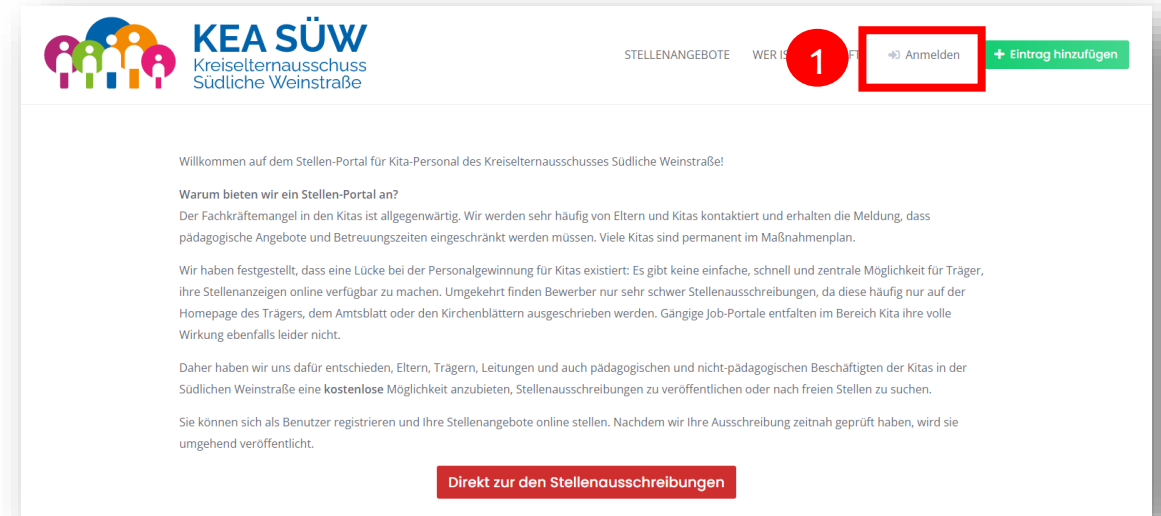 KEA SÜW
Kreiselternausschuss
Südliche Weinstraße
STELLENANGEBOTE WER IS 1 FT Anmelden + Eintrag hinzufügen
Willkommen auf dem Stellen-Portal für Kita-Personal des Kreiselternausschusses Südliche Weinstraße!
Warum bieten wir ein Stellen-Portal an?
Der Fachkräftemangel in den Kitas ist allgegenwärtig. Wir werden sehr häufig von Eltern und Kitas kontaktiert und erhalten die Meldung, dass
pädagogische Angebote und Betreuungszeiten eingeschränkt werden müssen. Viele Kitas sind permanent im Maßnahmenplan.
Wir haben festgestellt, dass eine Lücke bei der Personalgewinnung für Kitas existiert: Es gibt keine einfache, schnell und zentrale Möglichkeit für Träger,
ihre Stellenanzeigen online verfügbar zu machen. Umgekehrt finden Bewerber nur sehr schwer Stellenausschreibungen, da diese häufig nur auf der
Homepage des Trägers, dem Amtsblatt oder den Kirchenblättern ausgeschrieben werden. Gängige Job-Portale entfalten im Bereich Kita ihre volle
Wirkung ebenfalls leider nicht.
Daher haben wir uns dafür entschieden, Eltern, Trägern, Leitungen und auch pädagogischen und nicht-pädagogischen Beschäftigten der Kitas in der
Südlichen Weinstraße eine kostenlose Möglichkeit anzubieten, Stellenausschreibungen zu veröffentlichen oder nach freien Stellen zu suchen.
Sie können sich als Benutzer registrieren und Ihre Stellenangebote online stellen. Nachdem wir Ihre Ausschreibung zeitnah geprüft haben, wird sie
umgehend veröffentlicht.
Direkt zur den Stellenausschreibungen